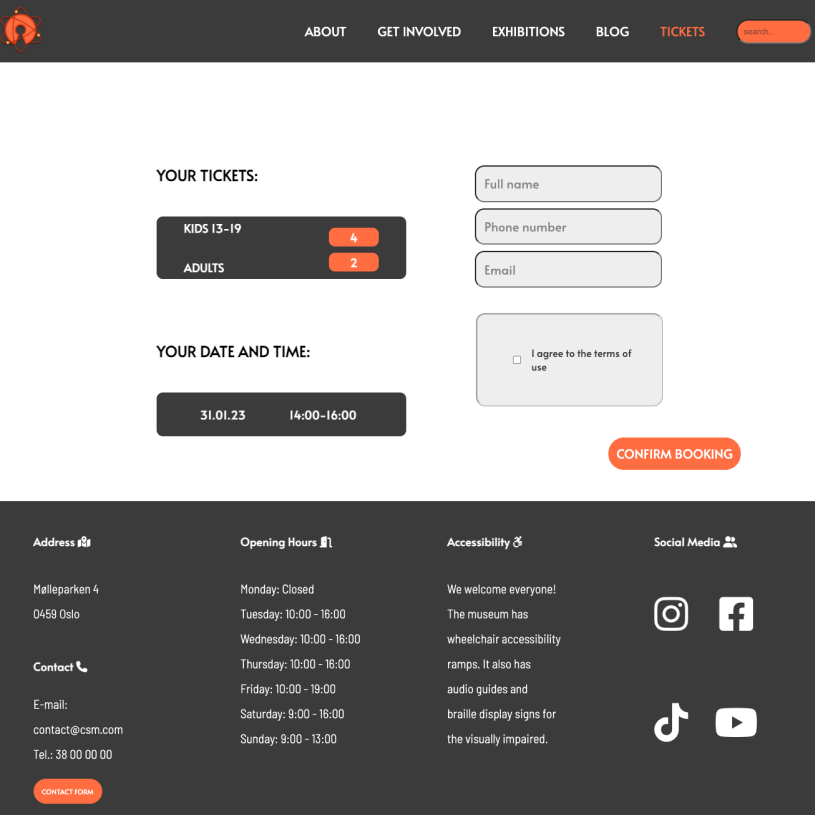 ABOUT
GET INVOLVED
EXHIBITIONS
BLOG
TICKETS
search..
YOUR TICKETS:
KIDS 13-19
4
ADULTS
2
YOUR DATE AND TIME:
31.01.23
14:00-16:00
Full name
Phone number
Email
I agree to the terms of
use
CONFIRM BOOKING
Address
Mølleparken 4
0459 Oslo
Contact
E-mail:
contact@csm.com
Tel.: 38 00 00 00
CONTACT FORM
Opening Hours
Monday: Closed
Tuesday: 10:00 - 16:00
Wednesday: 10:00 - 16:00
Thursday: 10:00 - 16:00
Friday: 10:00 - 19:00
Saturday: 9:00 - 16:00
Sunday: 9:00 - 13:00
Accessibility
We welcome everyone!
The museum has
wheelchair accessibility
ramps. It also has
audio guides and
braille display signs for
the visually impaired.
Social Media